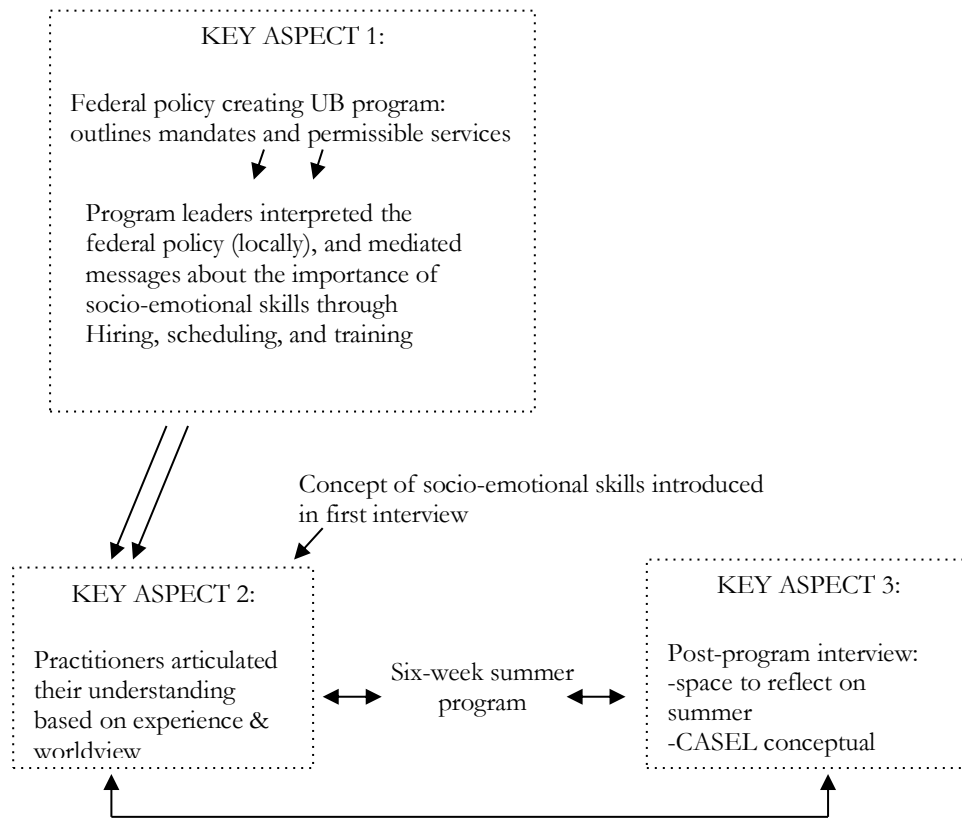 KEY ASPECT 1:
Federal policy creating UB program:
outlines mandates and permissible services
Program leaders interpreted the
federal policy (locally), and mediated
messages about the importance of
socio-emotional skills through
Hiring, scheduling, and training
Concept of socio-emotional skills introduced
in first interview
KEY ASPECT 2:
Practitioners articulated
their understanding
based on experience &
worldview
Six-week summer
program
KEY ASPECT 3:
Post-program interview:
-space to reflect on
summer
-CASEL conceptual